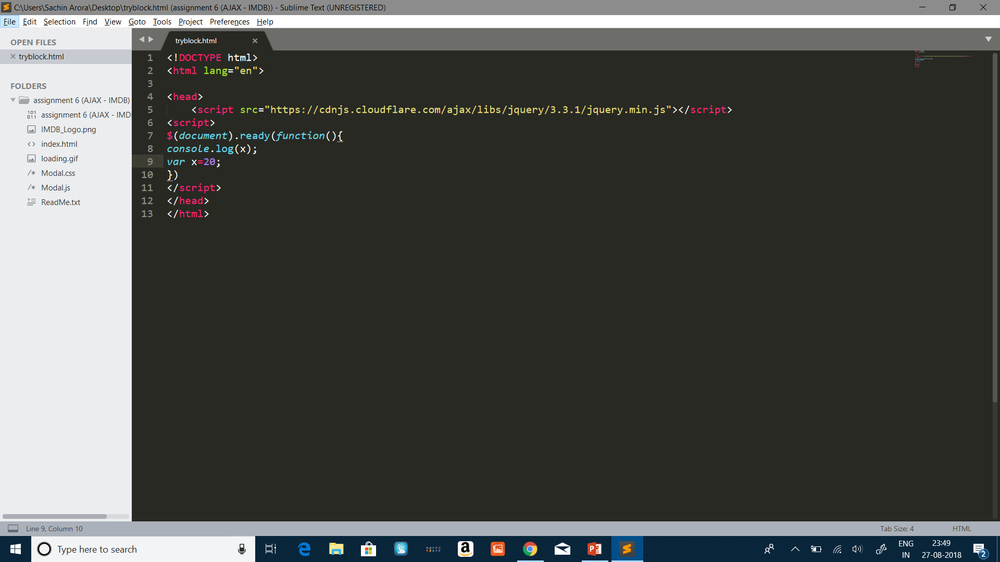 C:\Users\Sachin Arora\Desktop\tryblock.html (assignment 6 (AJAX - IMDB)) - Sublime Text (UNREGISTERED)
File Edit Selection Find View Goto Tools Project Preferences Help
OPEN FILES
tryblock.html
FOLDERS
assignment 6 (AJAX - IMDB)
assignment 6 (AJAX - IMD
IMDB_Logo.png
index.html
loading.gif
Modal.css
Modal.js
ReadMe.txt
tryblock.html
1 <!DOCTYPE html>
2 <html lang="en">
3
4 <head>
5 <script src="https://cdnjs.cloudflare.com/ajax/libs/jquery/3.3.1/jquery.min.js"></script>
6 <script>
7 $(document).ready(function(){
8 console.log(x);
9 var x=20;
10 })
11 </script>
12 </head>
13 </html>
Line 9, Column 10
Tab Size: 4
HTML
Type here to search
ENG
IN
23:49
27-08-2018
2